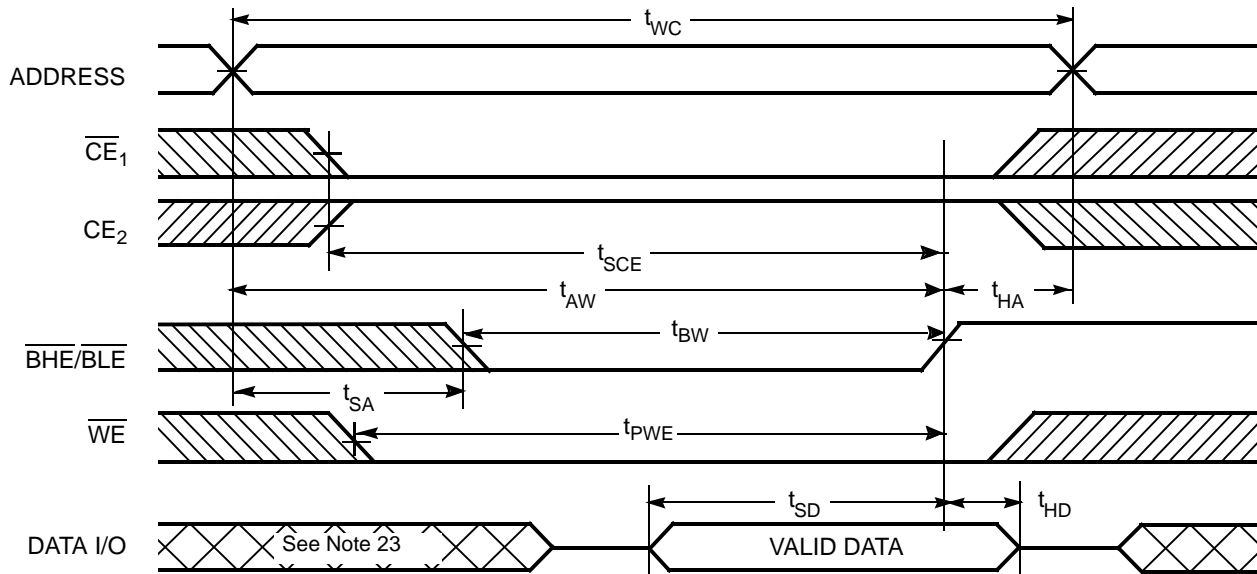 tWC
ADDRESS
CE1
CE2
tSCE
tAW
tHA
BHE/BLE
tBW
tSA
WE
tPWE
tSD
tHD
DATA I/O
See Note 23
VALID DATA